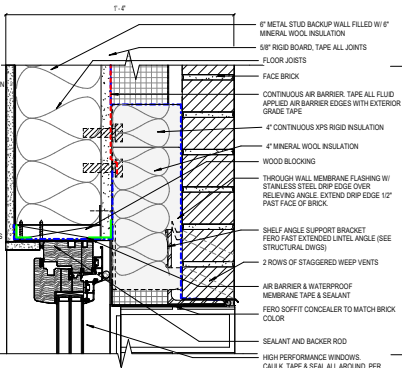 1'- 4"
6" METAL STUD BACKUP WALL FILLED W/ 6"
MINERAL WOOL INSULATION
5/8" RIGID BOARD, TAPE ALL JOINTS
FLOOR JOISTS
FACE BRICK
CONTINUOUS AIR BARRIER. TAPE ALL FLUID
APPLIED AIR BARRIER EDGES WITH EXTERIOR
GRADE TAPE
4" CONTINUOUS XPS RIGID INSULATION
4" MINERAL WOOL INSULATION
WOOD BLOCKING
THROUGH WALL MEMBRANE FLASHING W/
STAINLESS STEEL DRIP EDGE OVER
RELIEVING ANGLE. EXTEND DRIP EDGE 1/2"
PAST FACE OF BRICK.
SHELF ANGLE SUPPORT BRACKET
FERO FAST EXTENDED LINTEL ANGLE (SEE
STRUCTURAL DWGS)
2 ROWS OF STAGGERED WEEP VENTS
AIR BARRIER & WATERPROOF
MEMBRANE TAPE & SEALANT
FERO SOFFIT CONCEALER TO MATCH BRICK
COLOR
SEALANT AND BACKER ROD
HIGH PERFORMANCE WINDOWS.
CAULK, TAPE & SEAL ALL AROUND, PER